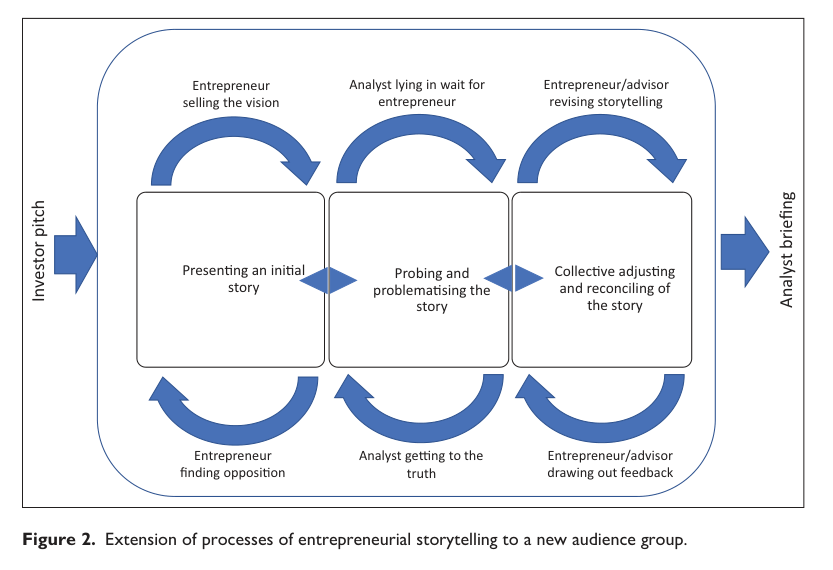 Entrepreneur
selling the vision
Analyst lying in wait for
entrepreneur
Entrepreneur/advisor
revising storytelling
Investor pitch
Presenting an initial
story
Probing and
problematising the
story
Collective adjusting
and reconciling of
the story
Analyst briefing
Entrepreneur
finding opposition
Analyst getting to the
truth
Entrepreneur/advisor
drawing out feedback
Figure 2. Extension of processes of entrepreneurial storytelling to a new audience group.